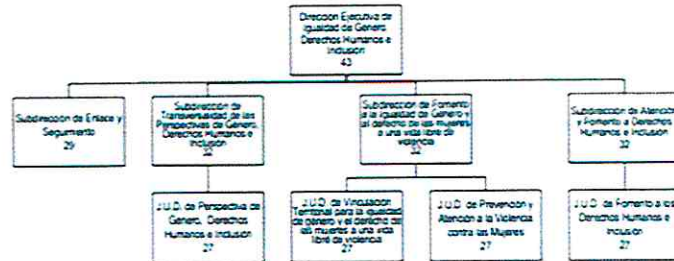 Dirección Ejecutiva de
Igualdad de Género,
Derechos Humanos e
Inclusión
43
Subdirección de Enlace y
Seguimiento
29
Subdirección de
Transversalidad de las
Perspectivas de Género,
Derechos Humanos e
Inclusión
32
Subdirección de Fomento
a la Igualdad de Género y
al derecho de las mujeres
a una vida libre de
violencia
32
Subdirección de Atención
y Fomento a Derechos
Humanos e Inclusión
32
J.U.D. de Perspectiva de
Género, Derechos
Humanos e Inclusión
27
J.U.D. de Vinculación
Territorial para la igualdad
de género y el derecho de
las mujeres a una vida
libre de violencia
27
J.U.D. de Prevención y
Atención a la Violencia
contra las Mujeres
27
J.U.D. de Fomento a los
Derechos Humanos e
Inclusión
27